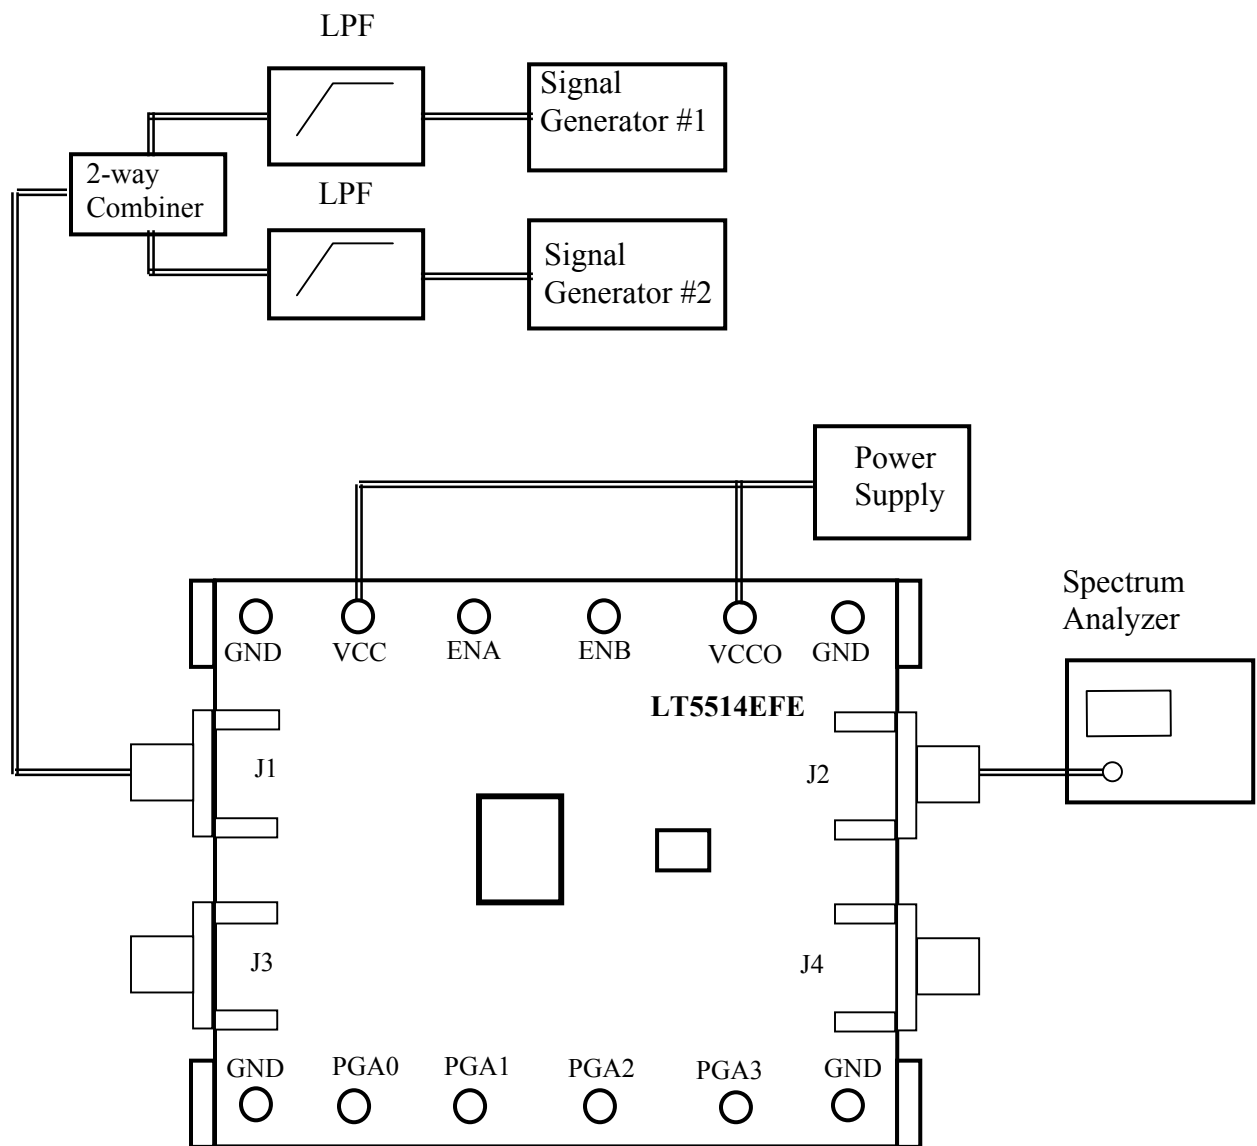 LPF
Signal
Generator #1
2-way
Combiner
LPF
Signal
Generator #2
Power
Supply
Spectrum
Analyzer
GND
VCC
ENA
ENB
VCCO
GND
LT5514EFE
J1
J2
J3
J4
GND
PGA0
PGA1
PGA2
PGA3
GND